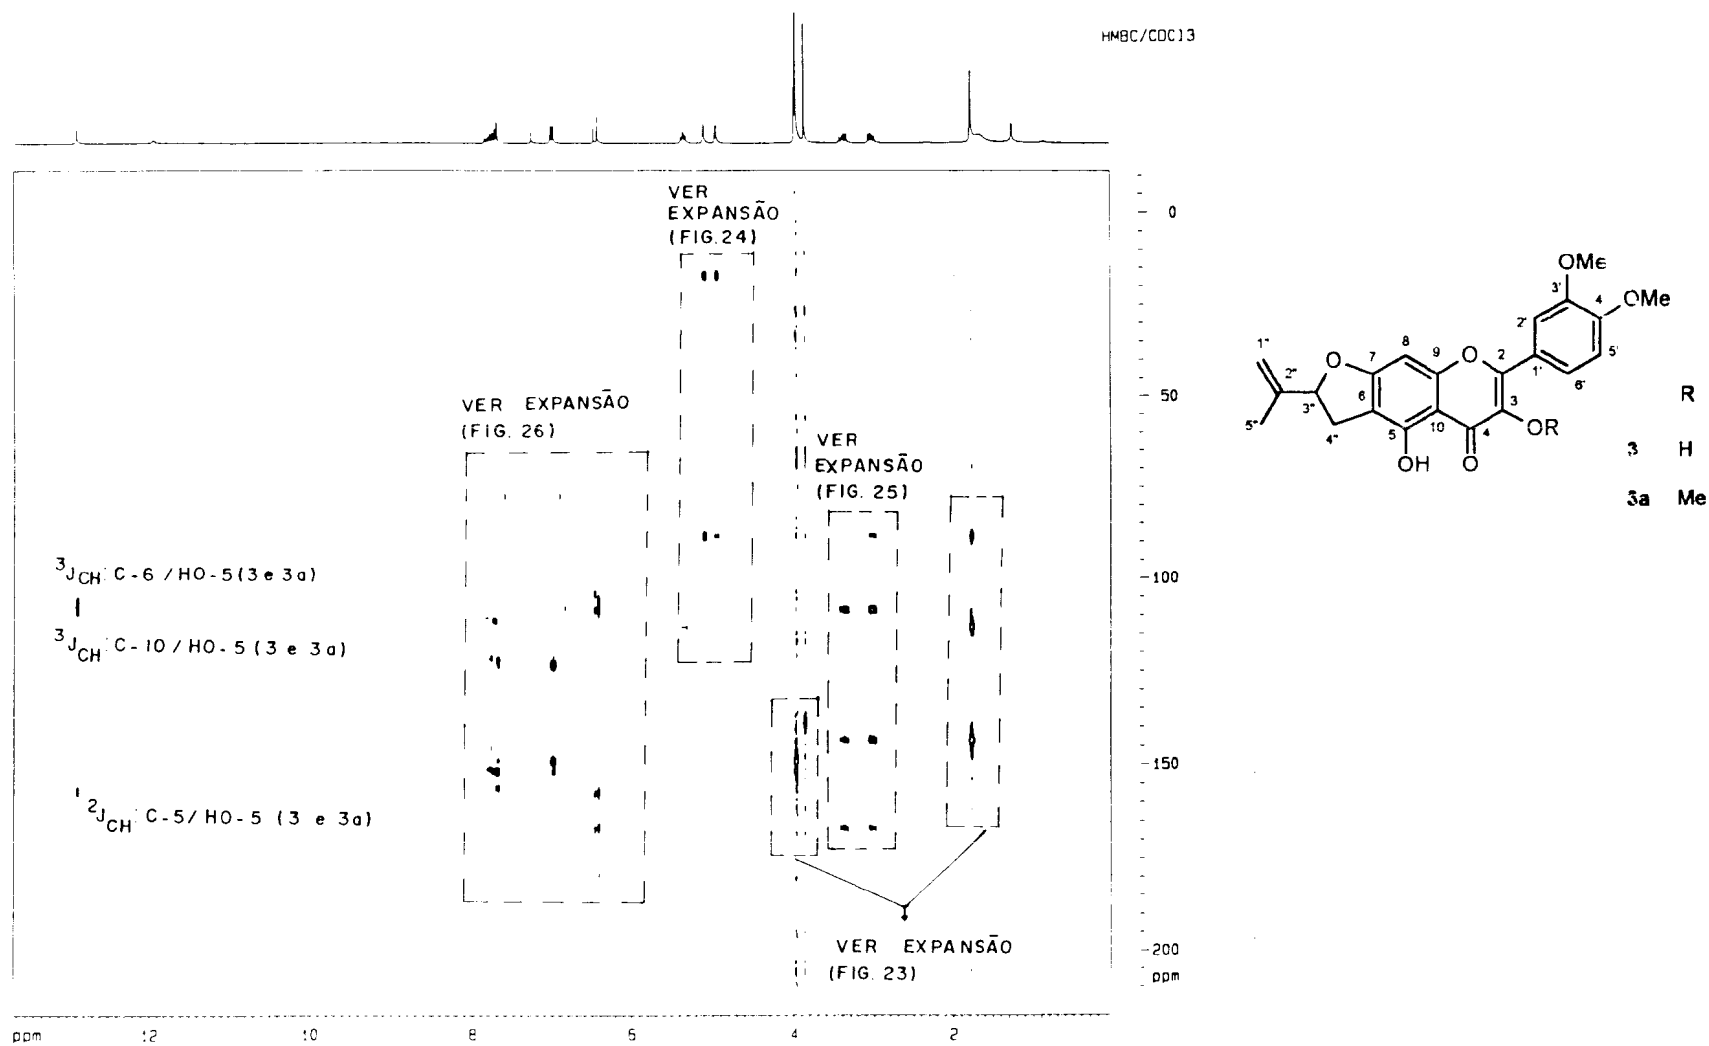 HMBC/CDCl3
VER
EXPANSÃO
(FIG.24)
0
50
VER EXPANSÃO
(FIG. 26)
VER
EXPANSÃO
(FIG. 25)
3JCH: C-6 /HO-5(3 e 3a)
100
3JCH: C-10/HO-5 (3 e 3a)
150
2JCH: C-5/HO-5 (3 e 3a)
200
ppm
VER EXPANSÃO
(FIG. 23)
ppm 12 10 8 6 4 2
OMe
3' 4 OMe
2' 5'
1' 6'
1" O 7 8 9 O 2
2" 3" 6 3 OR
5" 4" 5 10 4
OH O
R
3 H
3a Me